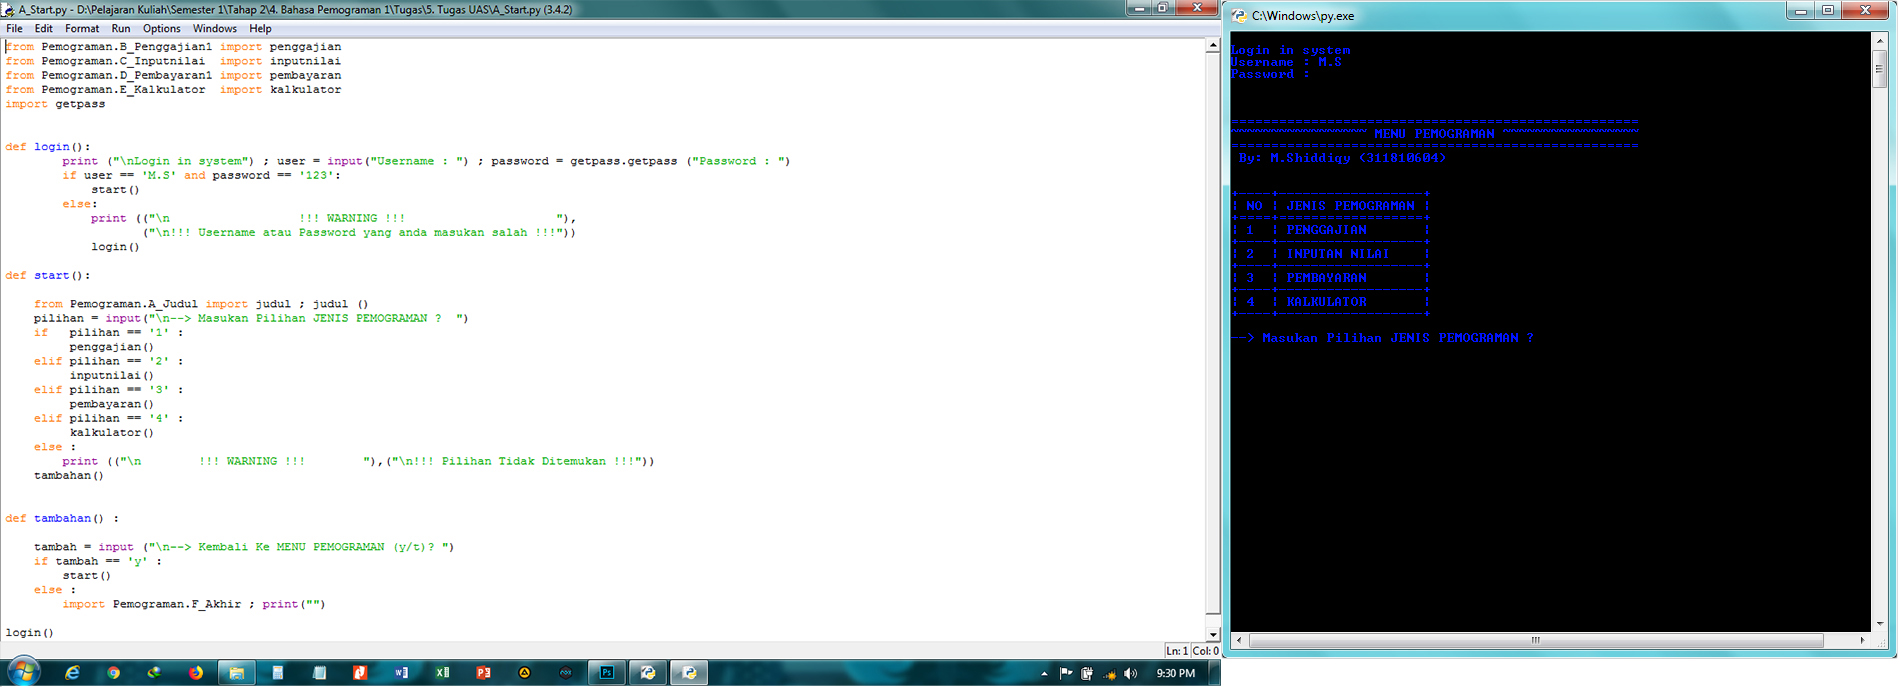 A_Start.py - D:\Pelajaran Kuliah\Semester 1\Tahap 2\4. Bahasa Pemograman 1\Tugas\5. Tugas UAS\A_Start.py (3.4.2)
File Edit Format Run Options Windows Help
from Pemograman.B_Penggajian1 import penggajian
from Pemograman.C_Inputnilai  import inputnilai
from Pemograman.D_Pembayaran1 import pembayaran
from Pemograman.E_Kalkulator  import kalkulator
import getpass
def login():
        print ("\nLogin in system") ; user = input("Username : ") ; password = getpass.getpass ("Password : ")
        if user == 'M.S' and password == '123':
            start()
        else:
            print (("\n                  !!! WARNING !!!                     "),
                   ("\n!!! Username atau Password yang anda masukan salah !!!"))
            login()
def start():
    from Pemograman.A_Judul import judul ; judul ()
    pilihan = input("\n--> Masukan Pilihan JENIS PEMOGRAMAN ?  ")
    if   pilihan == '1' :
         penggajian()
    elif pilihan == '2' :
         inputnilai()
    elif pilihan == '3' :
         pembayaran()
    elif pilihan == '4' :
         kalkulator()
    else :
        print (("\n        !!! WARNING !!!        "),("\n!!! Pilihan Tidak Ditemukan !!!"))
    tambahan()
def tambahan() :
    tambah = input ("\n--> Kembali Ke MENU PEMOGRAMAN (y/t)? ")
    if tambah == 'y' :
        start()
    else :
        import Pemograman.F_Akhir ; print("")
login()
Ln: 1 Col: 0
Ps
9:30 PM
C:\Windows\py.exe
Login in system
Username : M.S
Password :
===================================================
~~~~~~~~~~~~~~~~~ MENU PEMOGRAMAN ~~~~~~~~~~~~~~~~~
===================================================
 By: M.Shiddiqy (311810604)
+----+------------------+
| NO | JENIS PEMOGRAMAN |
+====+==================+
| 1  | PENGGAJIAN       |
+----+------------------+
| 2  | INPUTAN NILAI    |
+----+------------------+
| 3  | PEMBAYARAN       |
+----+------------------+
| 4  | KALKULATOR       |
+----+------------------+
--> Masukan Pilihan JENIS PEMOGRAMAN ?